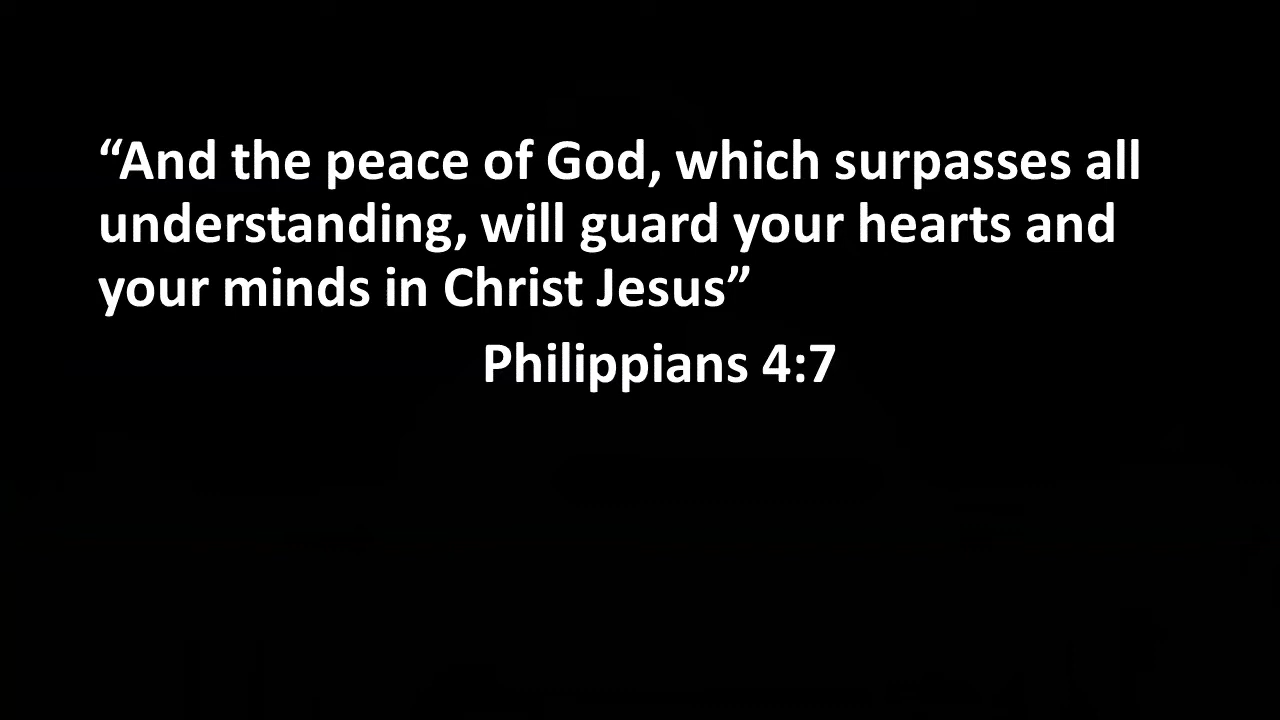 “And the peace of God, which surpasses all
understanding, will guard your hearts and
your minds in Christ Jesus”
Philippians 4:7